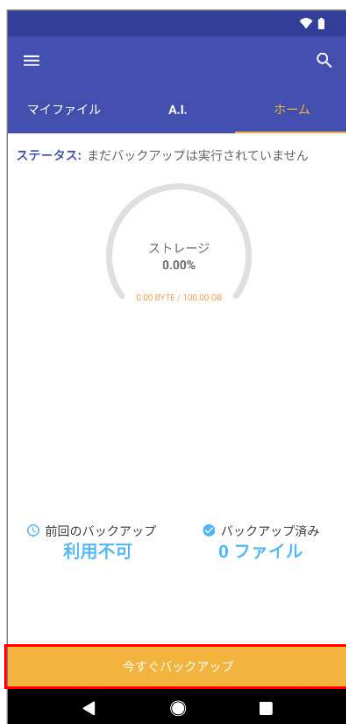 マイファイル A.I. ホーム
ステータス: まだバックアップは実行されていません
ストレージ
0.00%
0.00 BYTE / 100.00 GB
前回のバックアップ バックアップ済み
利用不可 0 ファイル
今すぐバックアップ